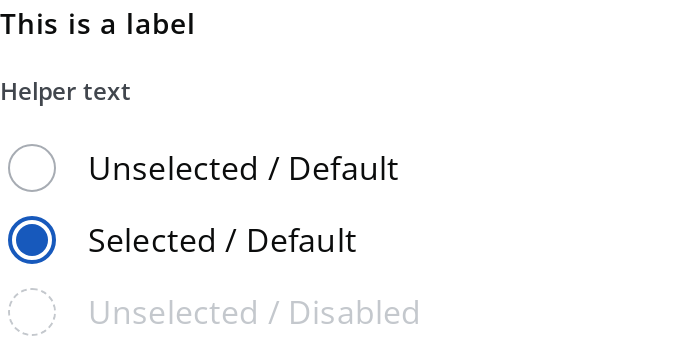 This is a label
Helper text
Unselected / Default
Selected / Default
Unselected / Disabled